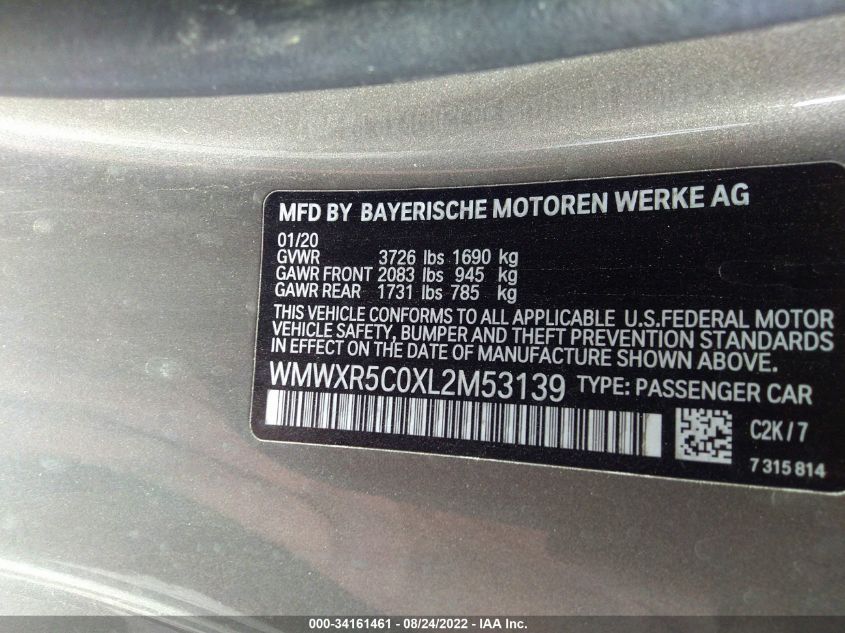 MFD BY BAYERISCHE MOTOREN WERKE AG
01/20
GVWR 3726 lbs 1690 kg
GAWR FRONT 2083 lbs 945 kg
GAWR REAR 1731 lbs 785 kg
THIS VEHICLE CONFORMS TO ALL APPLICABLE U.S.FEDERAL MOTOR
VEHICLE SAFETY, BUMPER AND THEFT PREVENTION STANDARDS
IN EFFECT ON THE DATE OF MANUFACTURE SHOWN ABOVE.
WMWXR5C0XL2M53139 TYPE: PASSENGER CAR
C2K/7
7 315 814
000-34161461 - 08/24/2022 - IAA Inc.